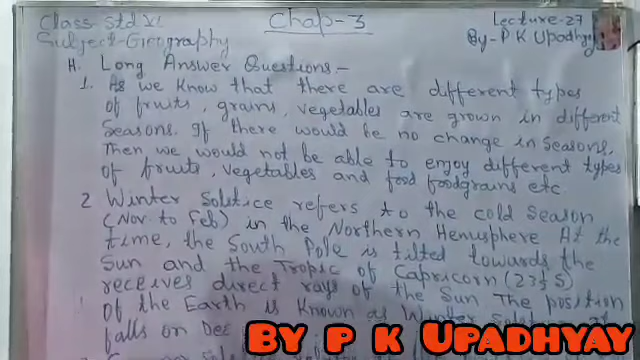 Class Std VI
Chap-3
Lecture-27
Subject-Geography
By-P K Upadhyay
H. Long Answer Questions.-
1. As we know that there are different types
of fruits, grains, vegetables are grown in different
seasons. If there would be no change in seasons,
Then we would not be able to enjoy different types
of fruits, vegetables and food foodgrains etc.
2 Winter Solstice refers to the cold season
(Nov. to Feb) in the Northern Hemisphere At the
time, the South Pole is tilted towards the
Sun and the Tropic of Capricorn (23½ S)
receives direct rays of the Sun The position
of the Earth is known as Winter
falls on Dec
BY P K UPADHYAY